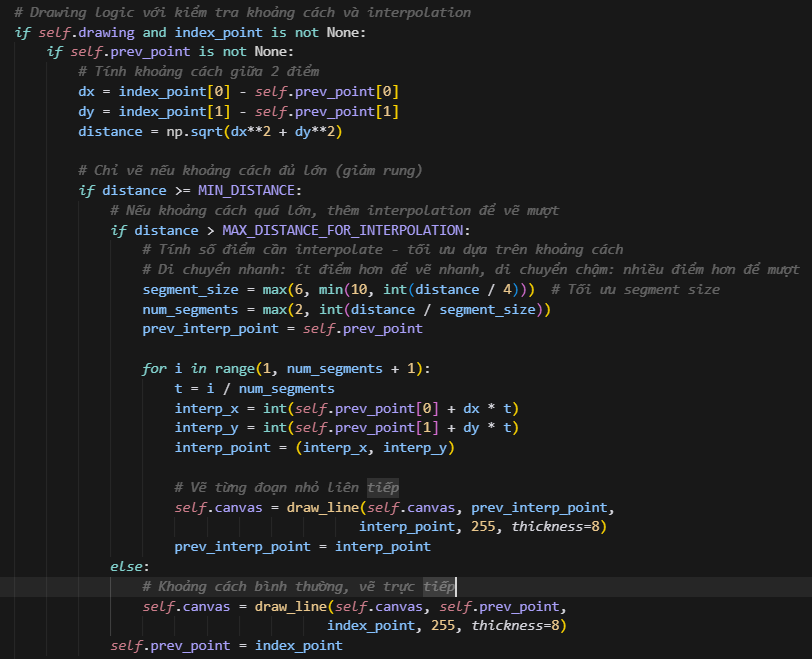 # Drawing logic với kiểm tra khoảng cách và interpolation
if self.drawing and index_point is not None:
    if self.prev_point is not None:
        # Tính khoảng cách giữa 2 điểm
        dx = index_point[0] - self.prev_point[0]
        dy = index_point[1] - self.prev_point[1]
        distance = np.sqrt(dx**2 + dy**2)

        # Chỉ vẽ nếu khoảng cách đủ lớn (giảm rung)
        if distance >= MIN_DISTANCE:
            # Nếu khoảng cách quá lớn, thêm interpolation để vẽ mượt
            if distance > MAX_DISTANCE_FOR_INTERPOLATION:
                # Tính số điểm cần interpolate - tối ưu dựa trên khoảng cách
                # Di chuyển nhanh: ít điểm hơn để vẽ nhanh, di chuyển chậm: nhiều điểm hơn để mượt
                segment_size = max(6, min(10, int(distance / 4)))  # Tối ưu segment size
                num_segments = max(2, int(distance / segment_size))
                prev_interp_point = self.prev_point

                for i in range(1, num_segments + 1):
                    t = i / num_segments
                    interp_x = int(self.prev_point[0] + dx * t)
                    interp_y = int(self.prev_point[1] + dy * t)
                    interp_point = (interp_x, interp_y)

                    # Vẽ từng đoạn nhỏ liên tiếp
                    self.canvas = draw_line(self.canvas, prev_interp_point,
                                           interp_point, 255, thickness=8)
                    prev_interp_point = interp_point
            else:
                # Khoảng cách bình thường, vẽ trực tiếp
                self.canvas = draw_line(self.canvas, self.prev_point,
                                       index_point, 255, thickness=8)
            self.prev_point = index_point